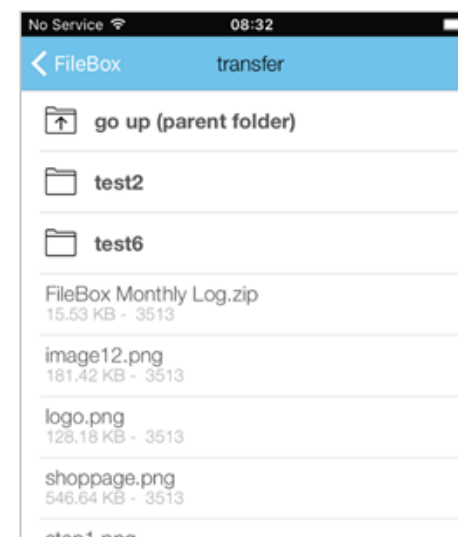 No Service 08:32
FileBox transfer
go up (parent folder)
test2
test6
FileBox Monthly Log.zip
15.53 KB - 3513
image12.png
181.42 KB - 3513
logo.png
128.18 KB - 3513
shoppage.png
546.64 KB - 3513
step1.png